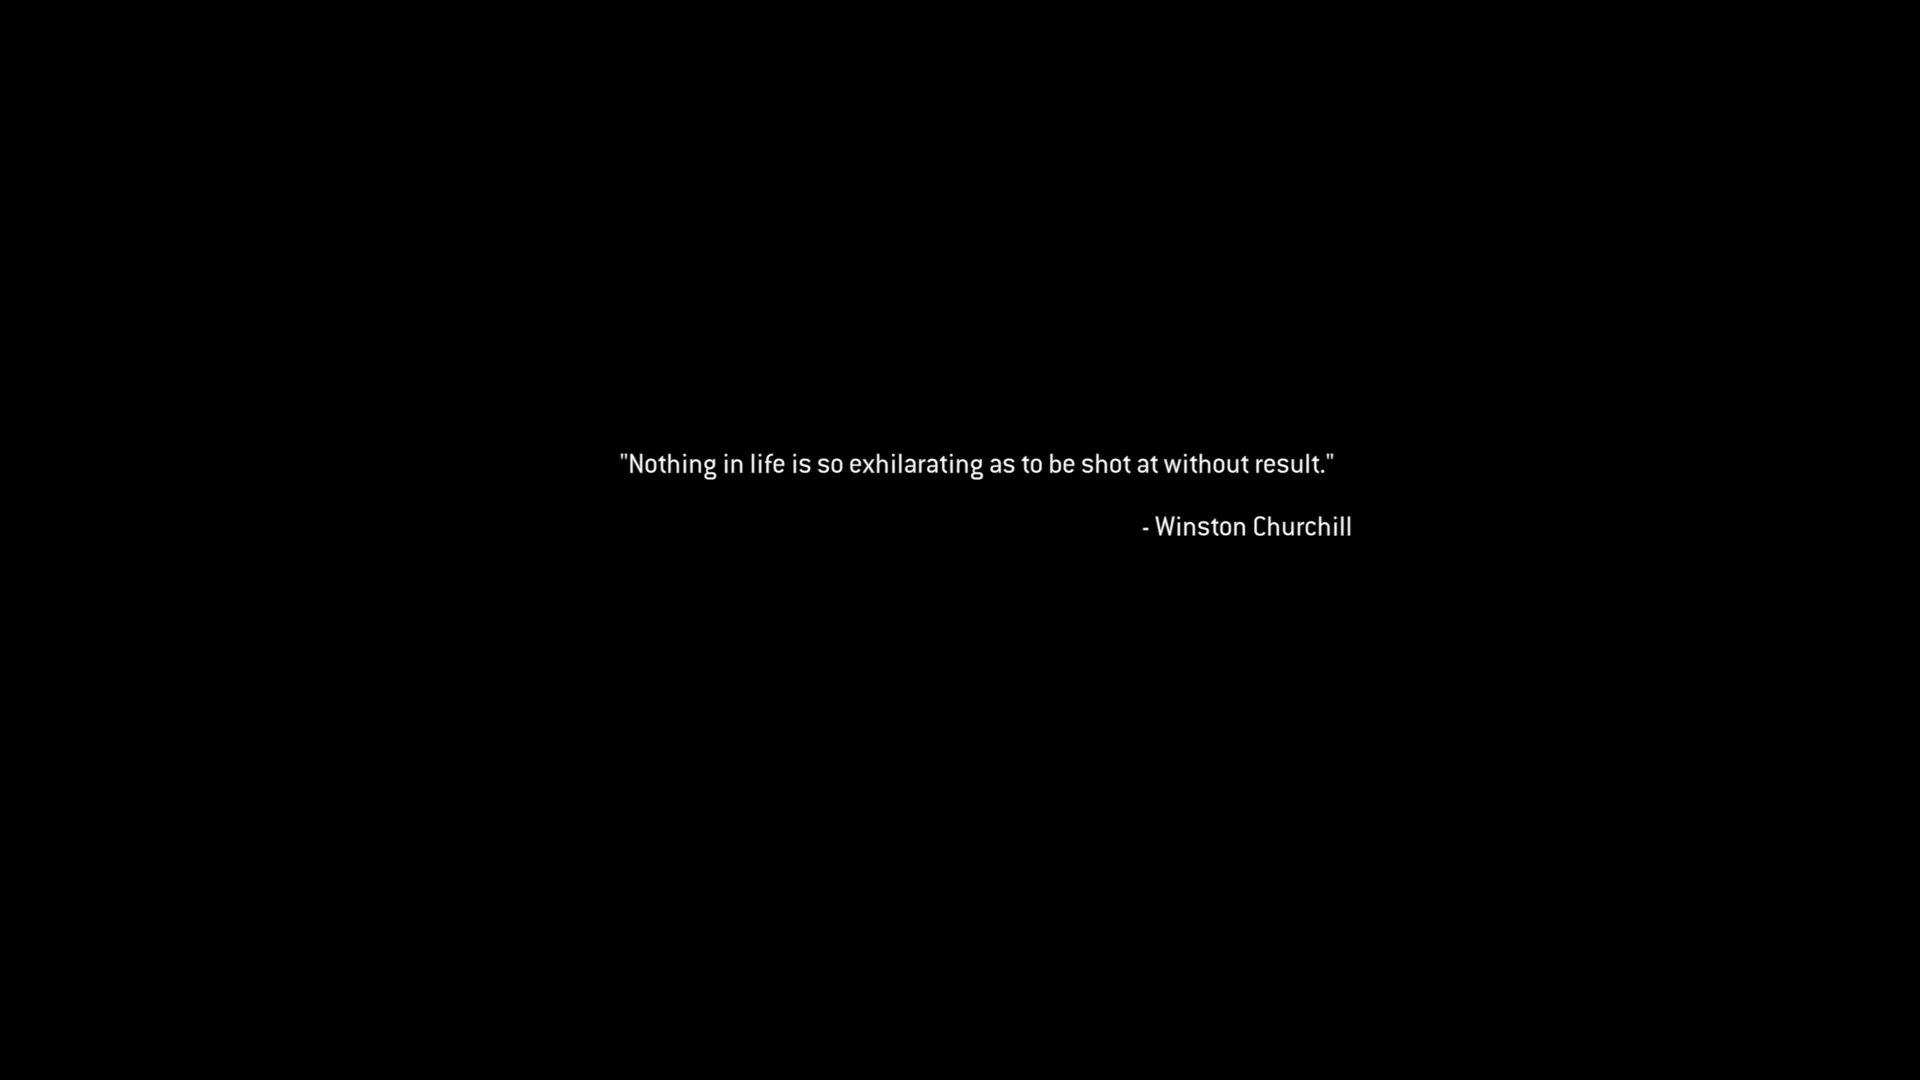 "Nothing in life is so exhilarating as to be shot at without result."
- Winston Churchill